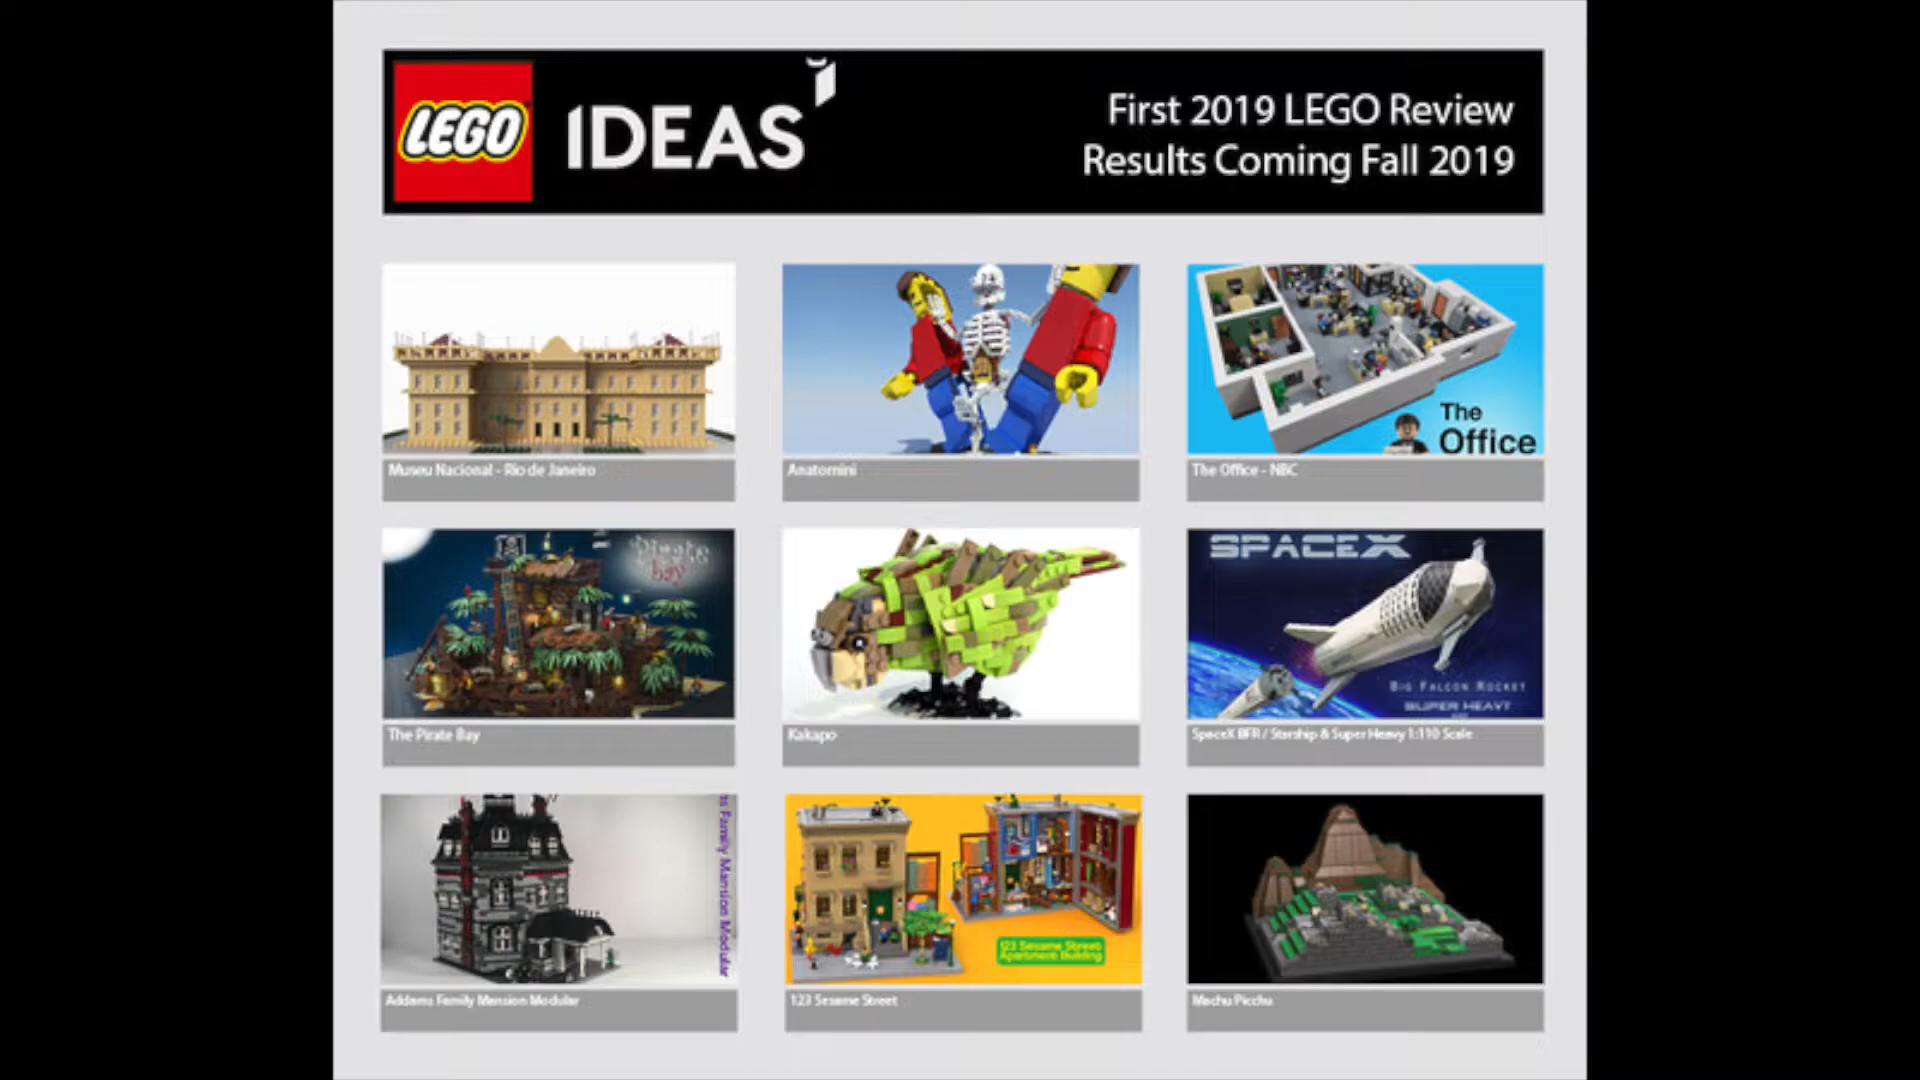 LEGO
IDEAS
First 2019 LEGO Review
Results Coming Fall 2019
Museu Nacional - Rio de Janeiro
Anatomini
The Office
The Office - NBC
Pirate
bay
The Pirate Bay
Kakapo
SPACEX
BIG FALCON ROCKET
SUPER HEAVY
SpaceX BFR / Starship & Super Heavy 1:110 Scale
Family Mansion Modular
Addams Family Mansion Modular
123 Sesame Street
Apartment Building
123 Sesame Street
Machu Picchu